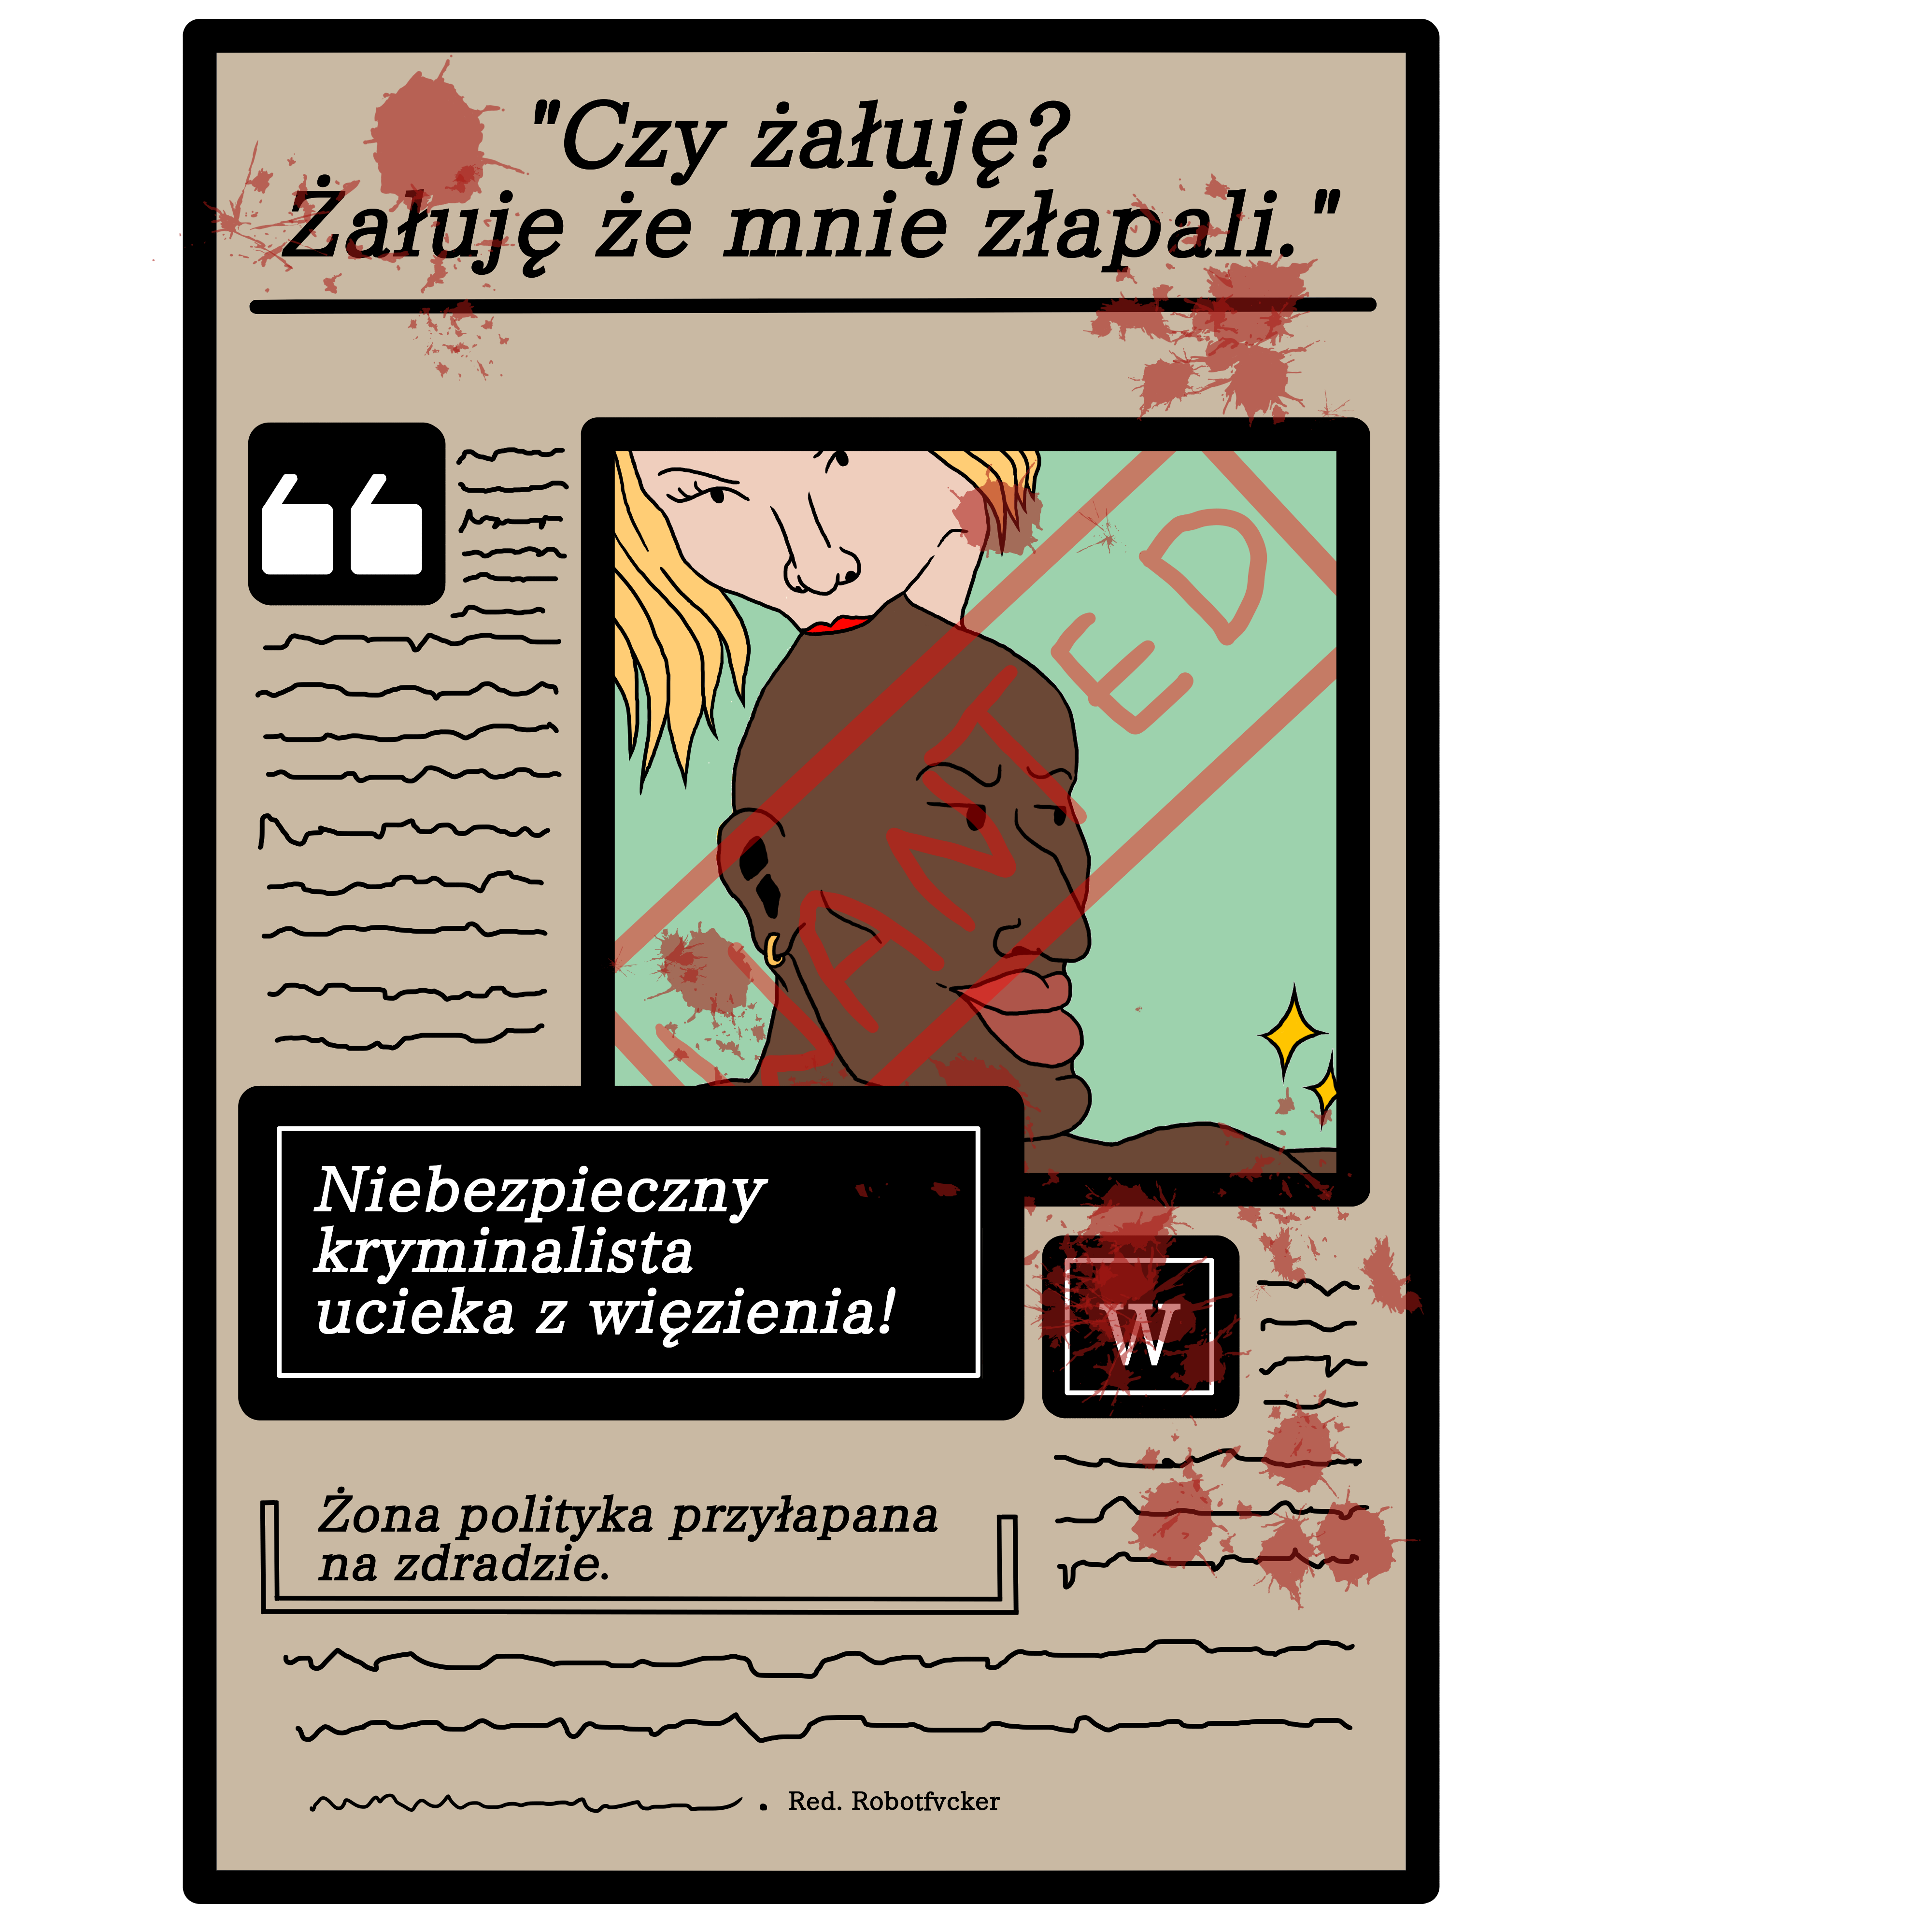 "Czy żałuję?
Żałuję że mnie złapali."
WANTED
Niebezpieczny
kryminalista
ucieka z więzienia!
W
Żona polityka przyłapana
na zdradzie.
. Red. Robotfvcker